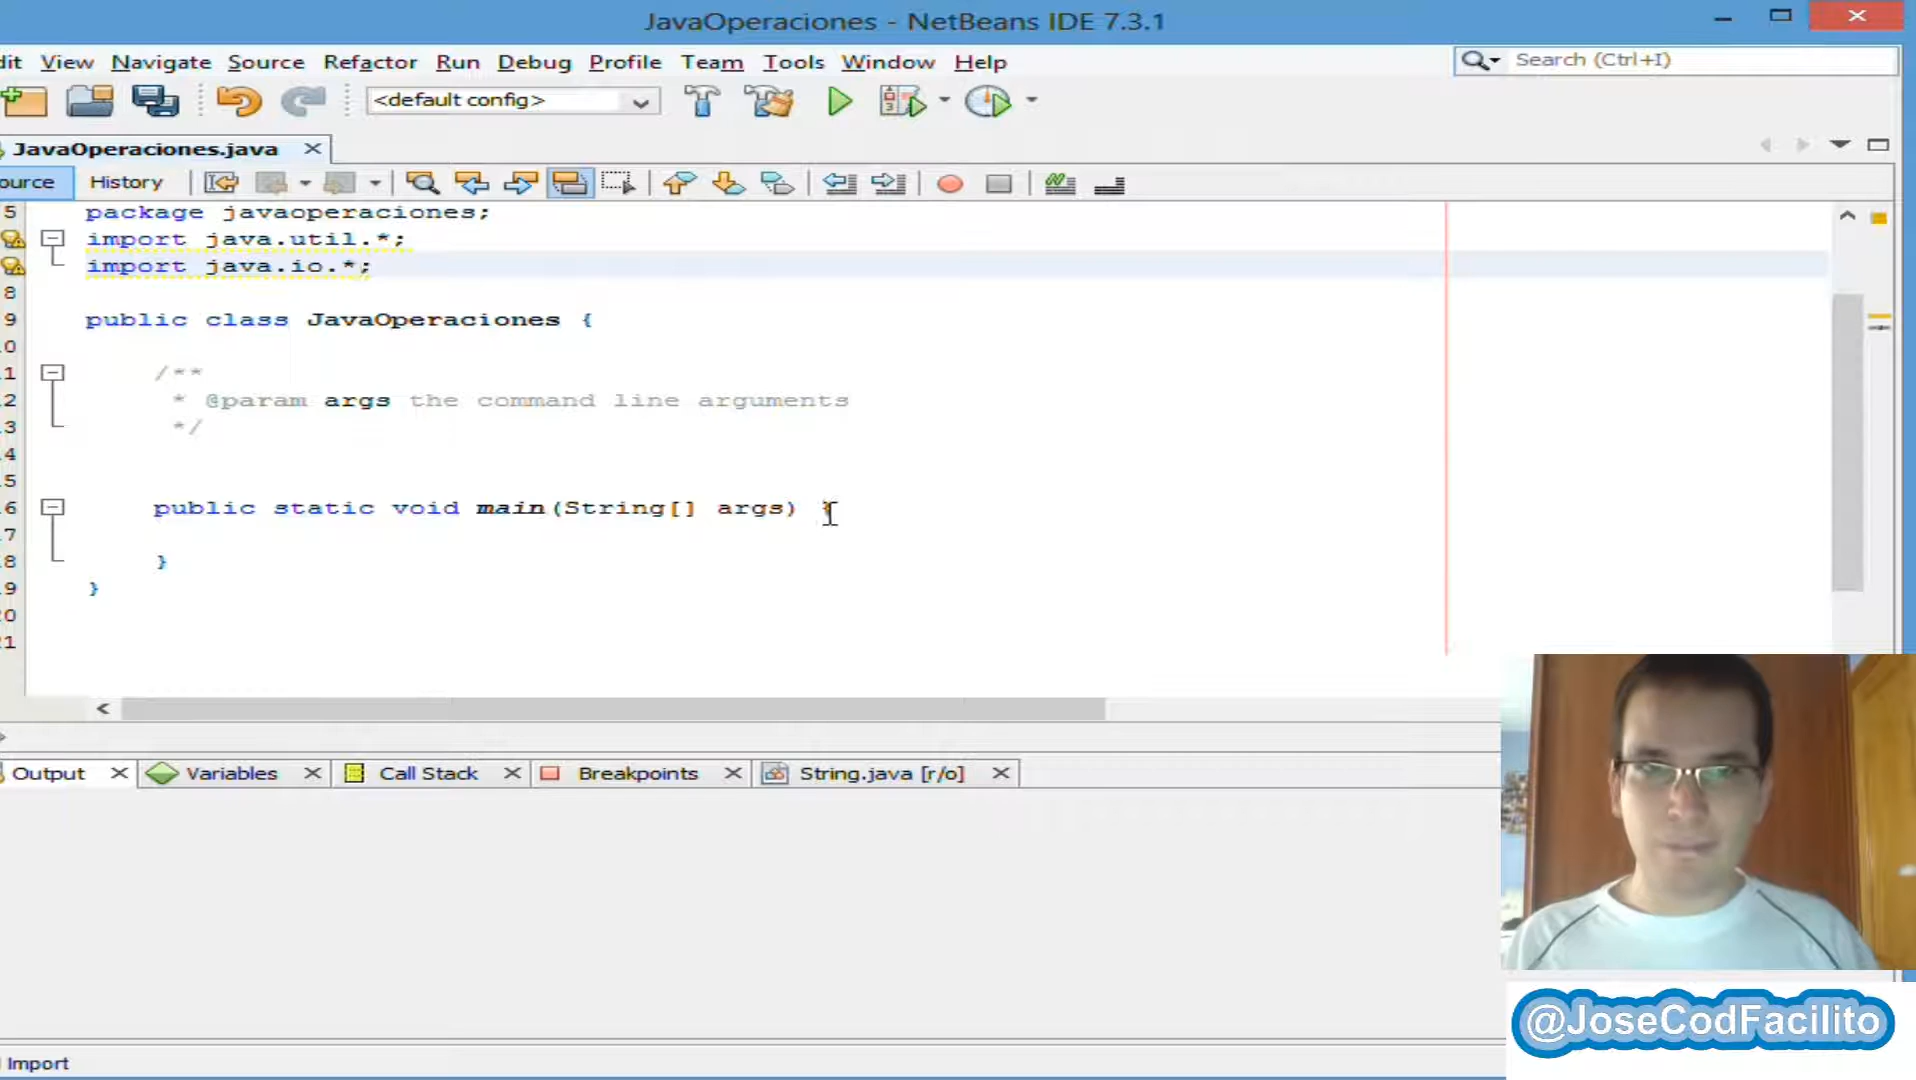 JavaOperaciones - NetBeans IDE 7.3.1
dit View Navigate Source Refactor Run Debug Profile Team Tools Window Help
Search (Ctrl+I)
<default config>
JavaOperaciones.java
ource History
5 package javaoperaciones;
import java.util.*;
import java.io.*;
8
9 public class JavaOperaciones {
0
1 /**
2 * @param args the command line arguments
3 */
4
5
6 public static void main(String[] args) {
7
8 }
9 }
0
1
Output Variables Call Stack Breakpoints String.java [r/o]
@JoseCodFacilito
Import